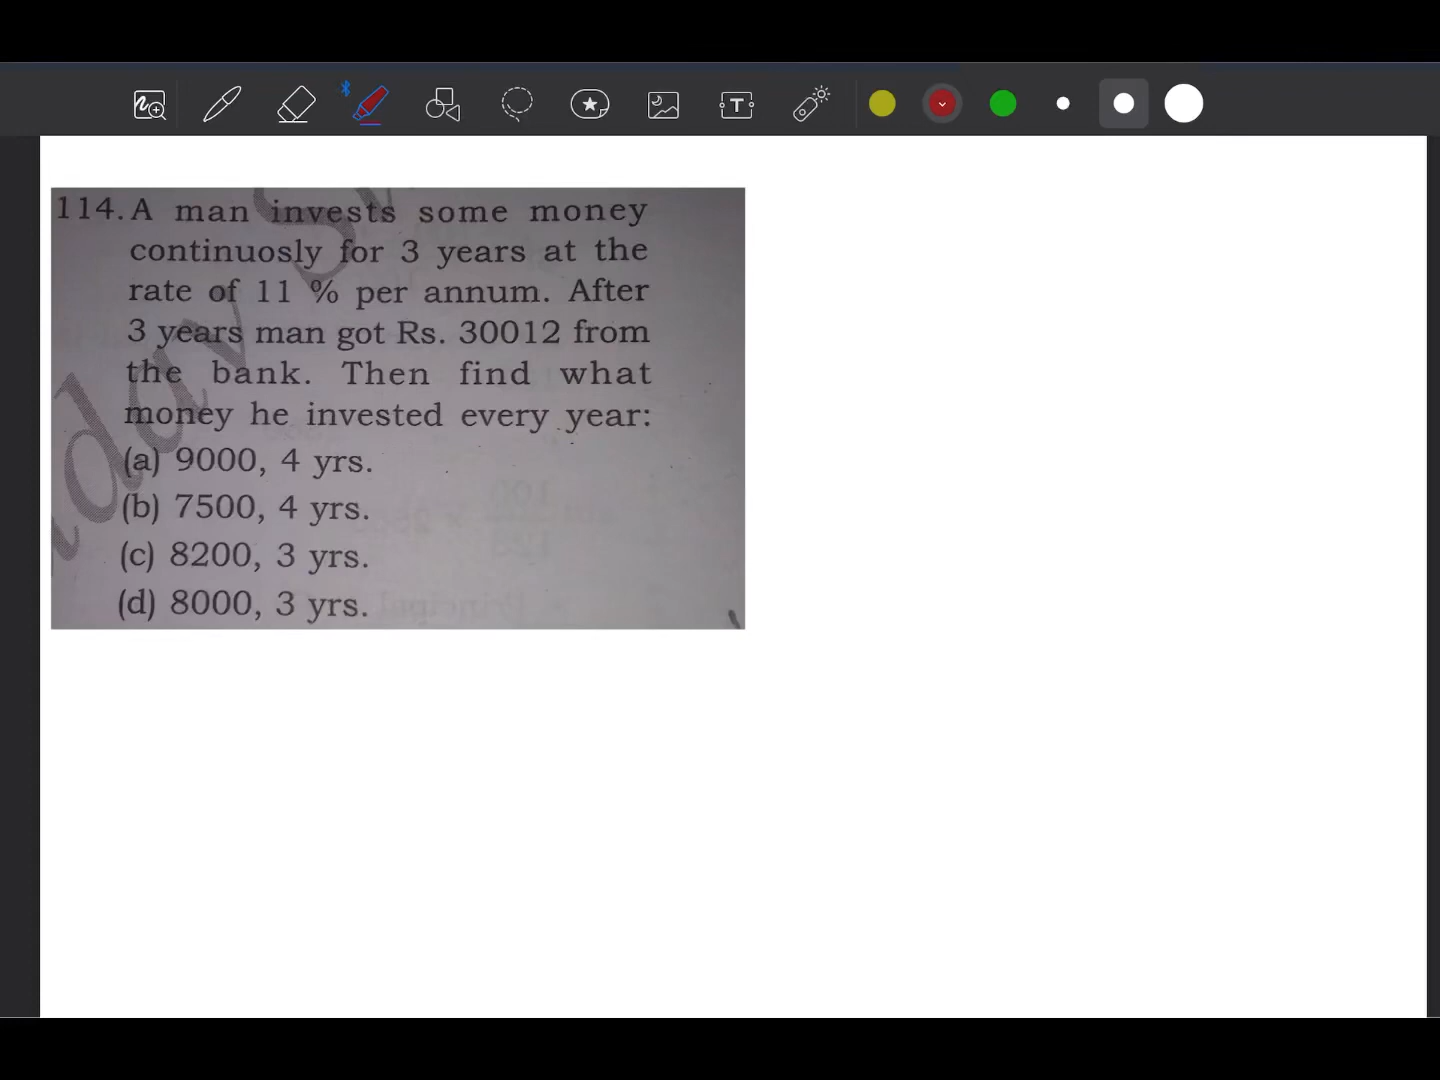 114. A man invests some money
continuosly for 3 years at the
rate of 11 % per annum. After
3 years man got Rs. 30012 from
the bank. Then find what
money he invested every year:
(a) 9000, 4 yrs.
(b) 7500, 4 yrs.
(c) 8200, 3 yrs.
(d) 8000, 3 yrs.